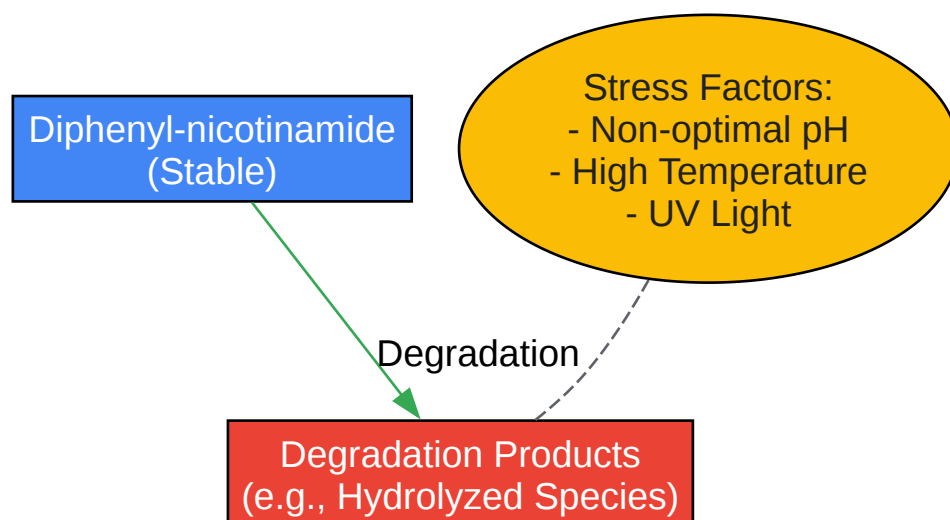 Diphenyl-nicotinamide
(Stable)
Stress Factors:
- Non-optimal pH
- High Temperature
- UV Light
Degradation
Degradation Products
(e.g., Hydrolyzed Species)